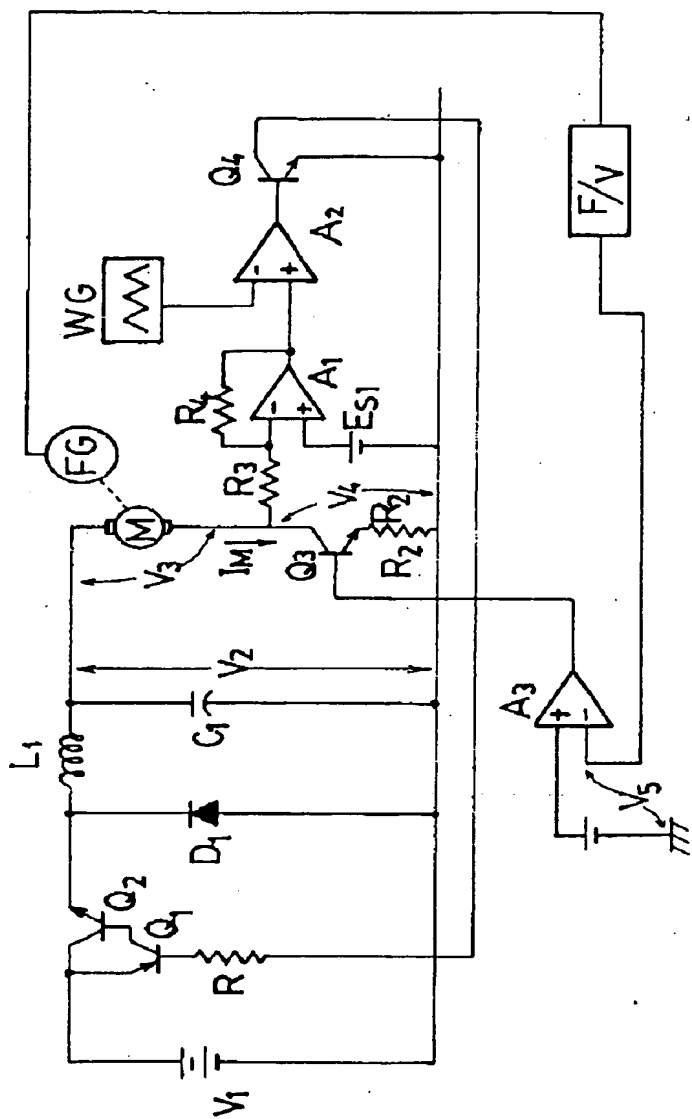 FG
WG
L1
M
V3
IM
R4
R3
A1
A2
Q4
Q2
Q1
R
V1
D1
C1
V2
Q3
V4
R2
R2
ES1
A3
V5
F/V
+
-
+
-
+
-